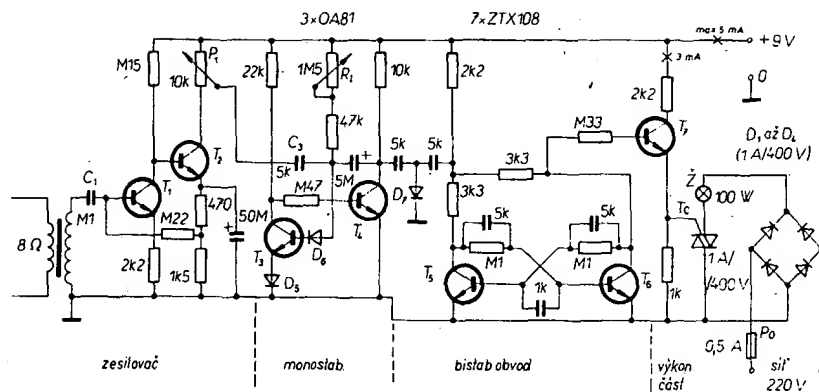 3×OA81
7×ZTX108
max 5 mA
+9V
3 mA
0
M15
10k
P₁
22k
1M5
R₁
10k
2k2
2k2
47k
M33
T₇
D₁ až D₄
(1 A/400 V)
T₂
C₃
5k
5M
+
5k
5k
3k3
Ž
100 W
C₁
T₁
M47
D₇
3k3
Tc
M1
470
50M
+
T₄
5k
5k
8 Ω
M22
T₃
D₆
M1
M1
1 A/
/400 V
2k2
1k5
D₅
T₅
1k
T₆
1k
0,5 A
Po
zesilovač
monostab.
bistab obvod
výkon
část
síť
220 V